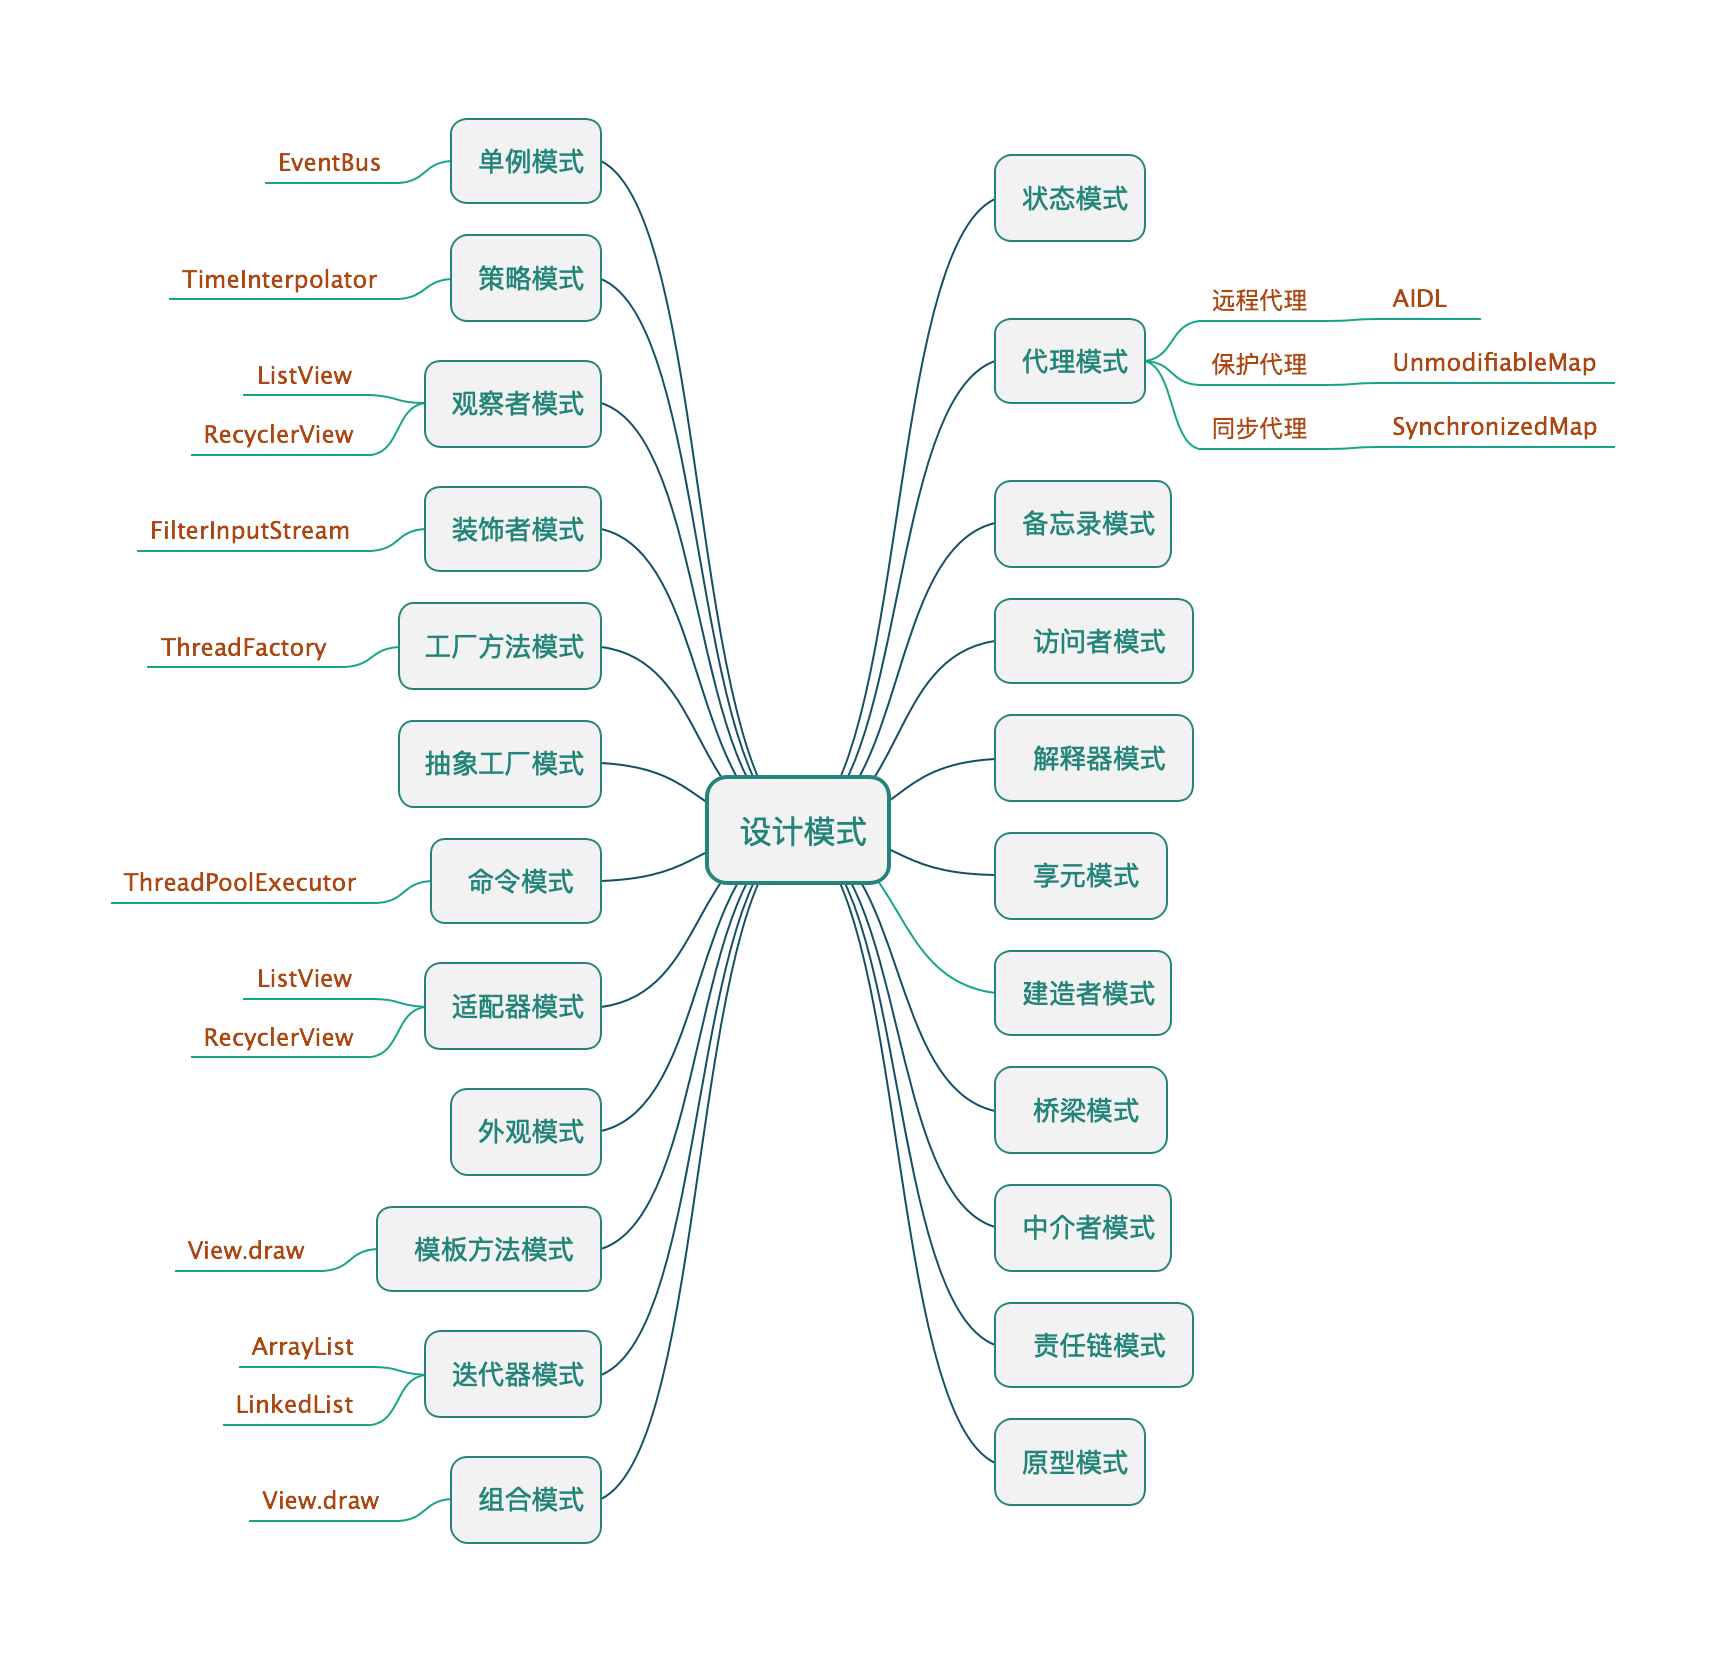 设计模式
单例模式
EventBus
策略模式
TimeInterpolator
观察者模式
ListView
RecyclerView
装饰者模式
FilterInputStream
工厂方法模式
ThreadFactory
抽象工厂模式
命令模式
ThreadPoolExecutor
适配器模式
ListView
RecyclerView
外观模式
模板方法模式
View.draw
迭代器模式
ArrayList
LinkedList
组合模式
View.draw
状态模式
代理模式
远程代理
AIDL
保护代理
UnmodifiableMap
同步代理
SynchronizedMap
备忘录模式
访问者模式
解释器模式
享元模式
建造者模式
桥梁模式
中介者模式
责任链模式
原型模式